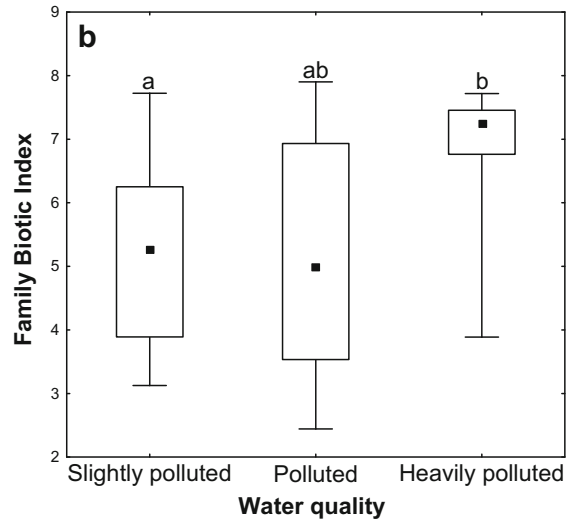 b
9
8
7
6
5
4
3
2
Family Biotic Index
a
ab
b
Slightly polluted Polluted Heavily polluted
Water quality